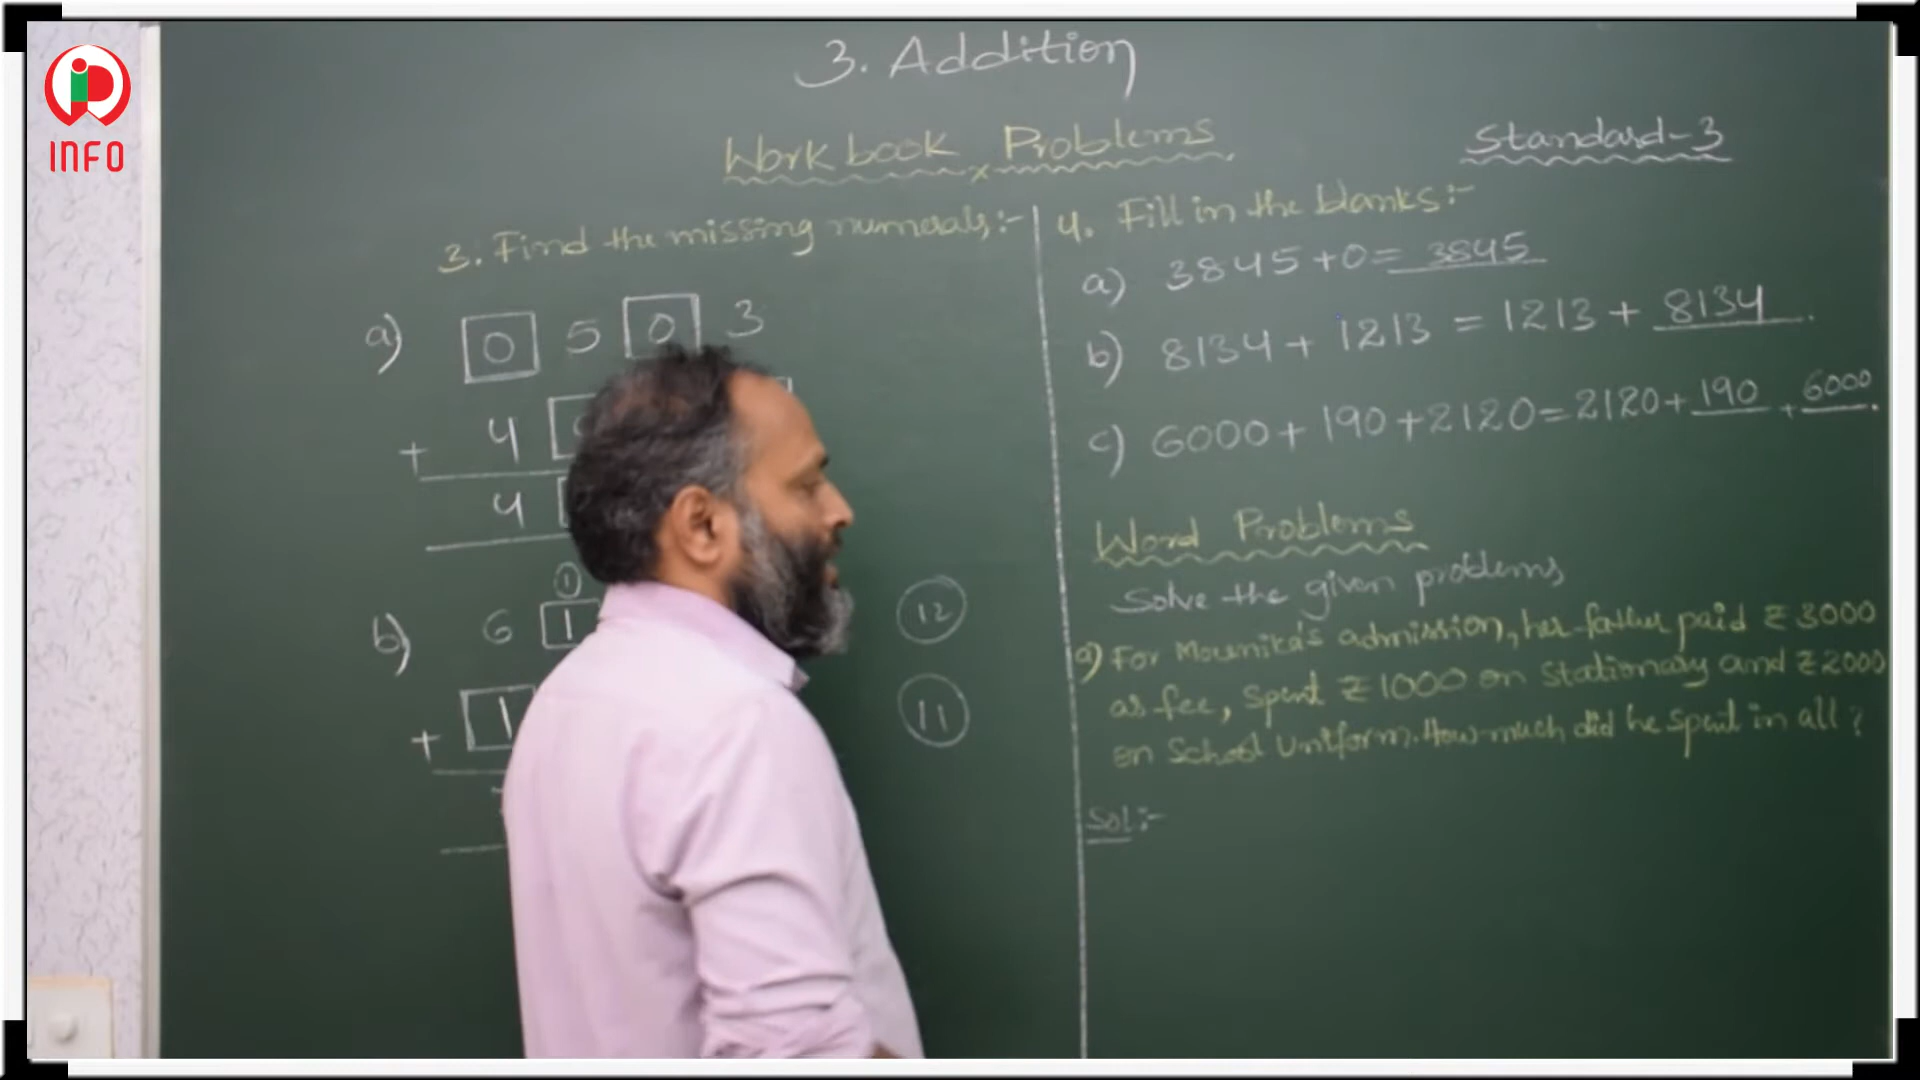 INFO
3. Addition
Work book Problems
Standard-3
3. Find the missing numerals:-
a) 0 5 0 3
+ 4
4
1
b) 6 1
12
+ 1
11
4. Fill in the blanks:-
a) 3845+0= 3845
b) 8134 + 1213 = 1213 + 8134.
c) 6000+ 190 +2120=2120+ 190 + 6000.
Word Problems
Solve the given problems
a) For Mounika's admission, her father paid ₹ 3000
as fee, spent ₹ 1000 on stationary and ₹ 2000
on School Uniform. How much did he spent in all?
Sol:-